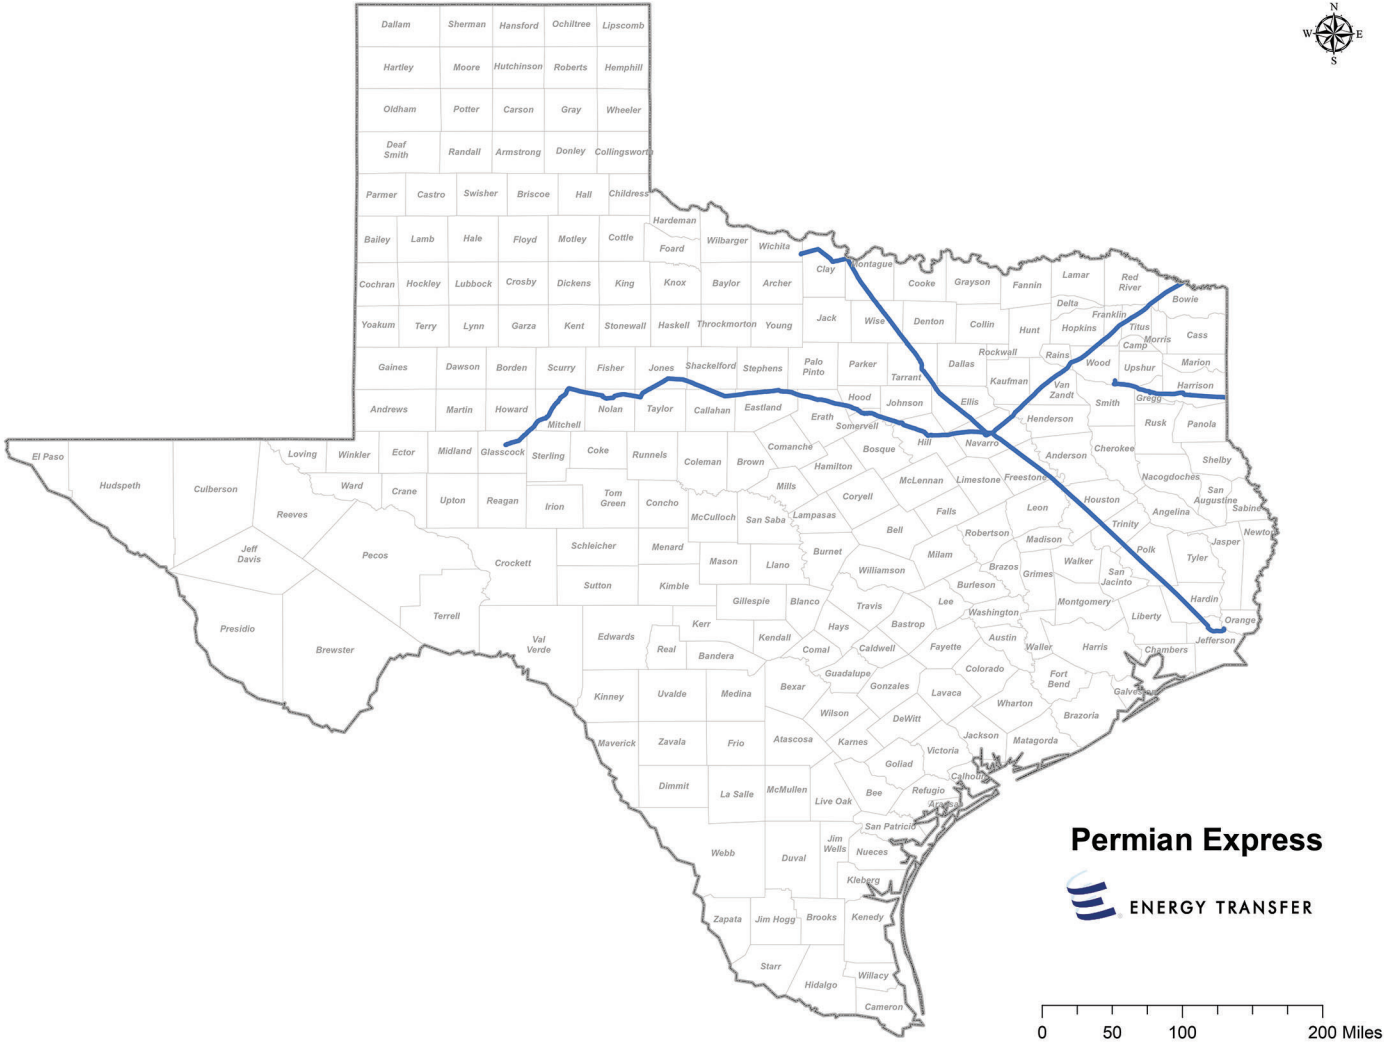 N
W E
S
Dallam Sherman Hansford Ochiltree Lipscomb
Hartley Moore Hutchinson Roberts Hemphill
Oldham Potter Carson Gray Wheeler
Deaf
Smith Randall Armstrong Donley Collingsworth
Parmer Castro Swisher Briscoe Hall Childress
Hardeman
Bailey Lamb Hale Floyd Motley Cottle Foard Wilbarger Wichita
Clay Montague
Cochran Hockley Lubbock Crosby Dickens King Knox Baylor Archer Cooke Grayson Fannin Lamar Red
River Bowie
Delta Franklin Titus Morris Cass
Yoakum Terry Lynn Garza Kent Stonewall Haskell Throckmorton Young Jack Wise Denton Collin Hunt Hopkins
Camp
Rockwall Rains Wood Upshur Marion
Gaines Dawson Borden Scurry Fisher Jones Shackelford Stephens Palo
Pinto Parker Tarrant Dallas Kaufman Van
Zandt Harrison
Smith Gregg
Andrews Martin Howard Mitchell Nolan Taylor Callahan Eastland Erath Hood Somervell Johnson Ellis Henderson Rusk Panola
El Paso Loving Winkler Ector Midland Glasscock Sterling Coke Runnels Coleman Brown Comanche Bosque Hill Navarro Anderson Cherokee Shelby
Hudspeth Culberson Ward Crane Upton Reagan Irion Tom
Green Concho Mills Hamilton McLennan Limestone Freestone Nacogdoches San
Augustine Sabine
Reeves McCulloch San Saba Lampasas Coryell Falls Leon Houston Angelina
Bell Robertson Madison Trinity Newton
Jeff
Davis Pecos Crockett Schleicher Menard Mason Llano Burnet Milam Brazos Walker Polk Tyler Jasper
Sutton Kimble Williamson Burleson Grimes San
Jacinto
Presidio Brewster Terrell Val
Verde Edwards Kerr Gillespie Blanco Travis Lee Washington Montgomery Liberty Hardin Orange
Real Bandera Kendall Hays Bastrop Austin Waller Harris Jefferson
Comal Caldwell Fayette Chambers
Kinney Uvalde Medina Bexar Guadalupe Gonzales Lavaca Colorado Fort
Bend Galveston
Wilson DeWitt Wharton Brazoria
Maverick Zavala Frio Atascosa Karnes Victoria Jackson Matagorda
Goliad Calhoun
Dimmit La Salle McMullen Live Oak Bee Refugio
Aransas
San Patricio
Webb Duval Jim
Wells Nueces
Kleberg
Zapata Jim Hogg Brooks Kenedy
Starr Hidalgo Willacy
Cameron
Permian Express
ENERGY TRANSFER
0 50 100 200 Miles